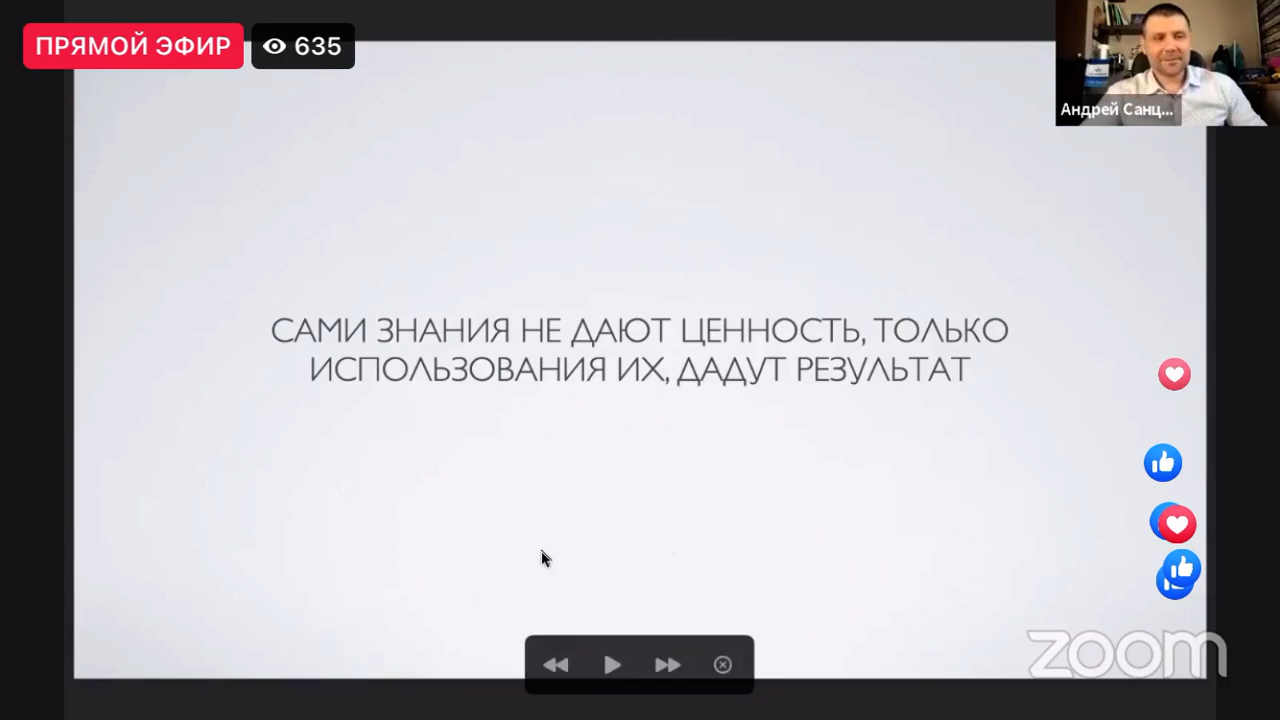 ПРЯМОЙ ЭФИР
635
Андрей Санц...
САМИ ЗНАНИЯ НЕ ДАЮТ ЦЕННОСТЬ, ТОЛЬКО
ИСПОЛЬЗОВАНИЯ ИХ, ДАДУТ РЕЗУЛЬТАТ
zoom